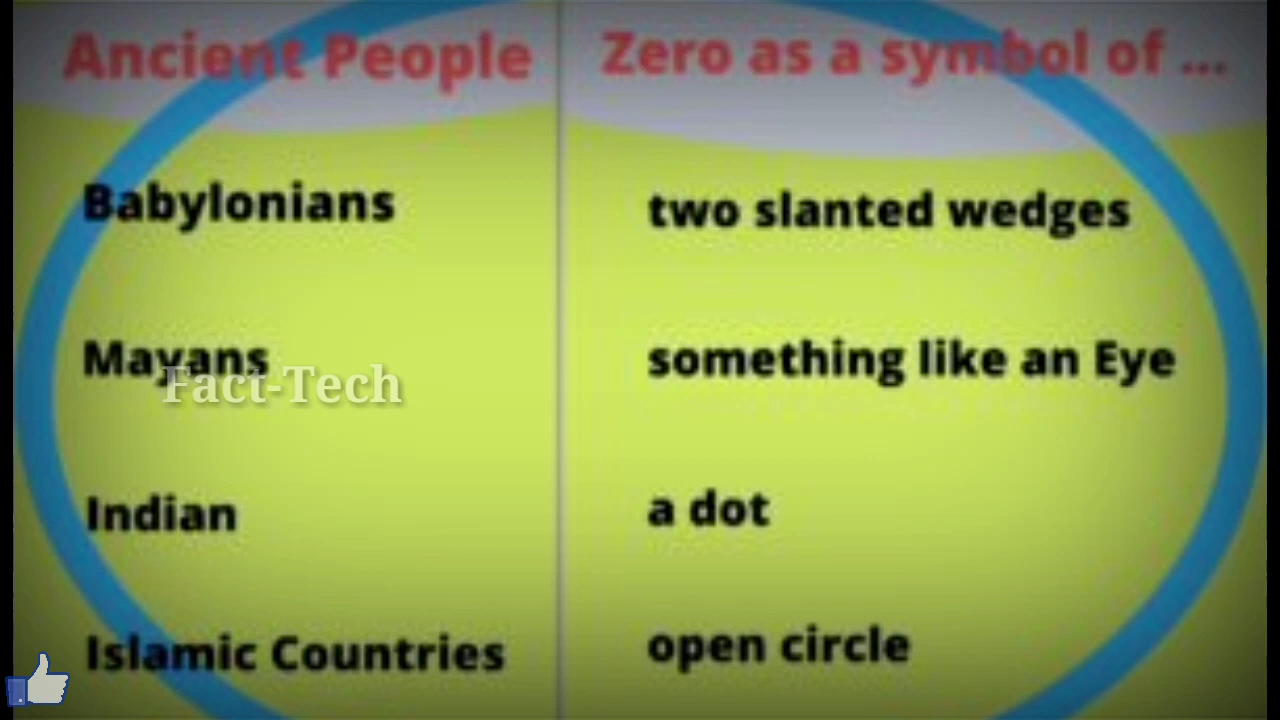 Ancient People Zero as a symbol of ...
Babylonians two slanted wedges
Mayans something like an Eye
Fact-Tech
Indian a dot
Islamic Countries open circle